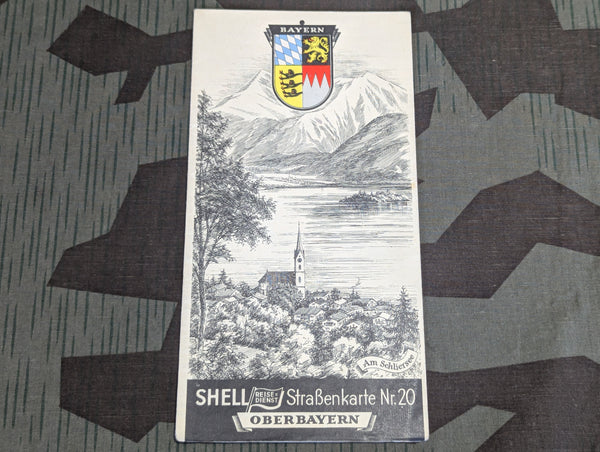 BAYERN
Am Schliersee
SHELL REISE-DIENST Straßenkarte Nr. 20
OBERBAYERN